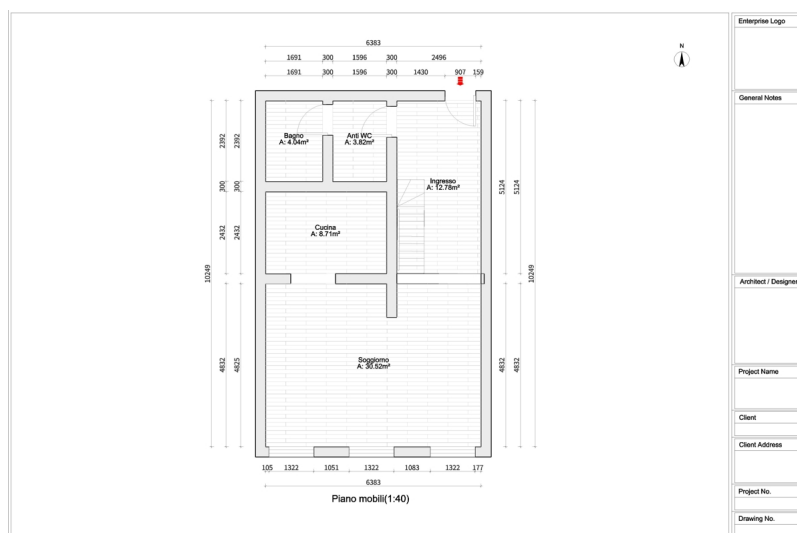 6383
1691 300 1596 300 2496
1691 300 1596 300 1430 907 159
N
Bagno
A: 4.04m²
Anti WC
A: 3.82m²
Ingresso
A: 12.78m²
Cucina
A: 8.71m²
Soggiorno
A: 30.52m²
2392 2392
300 300
2432 2432
10249
4832 4825
5124 5124
10249
4832 4832
105 1322 1051 1322 1083 1322 177
6383
Piano mobili(1:40)
Enterprise Logo
General Notes
Architect / Designer
Project Name
Client
Client Address
Project No.
Drawing No.